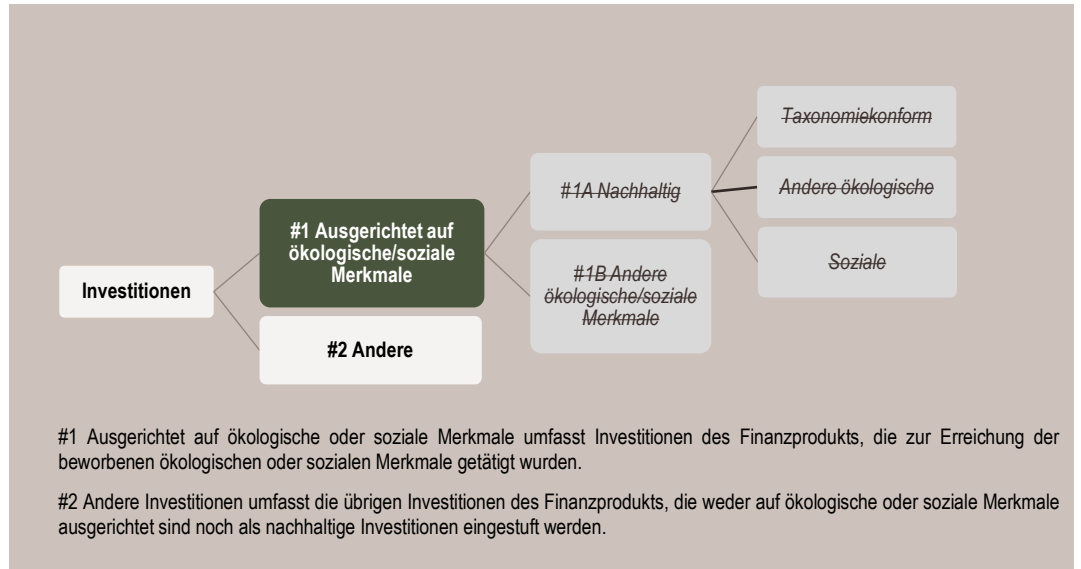 Taxonomiekonform
#1A Nachhaltig
Andere ökologische
#1 Ausgerichtet auf
ökologische/soziale
Merkmale
Soziale
#1B Andere
ökologische/soziale
Merkmale
Investitionen
#2 Andere
#1 Ausgerichtet auf ökologische oder soziale Merkmale umfasst Investitionen des Finanzprodukts, die zur Erreichung der
beworbenen ökologischen oder sozialen Merkmale getätigt wurden.
#2 Andere Investitionen umfasst die übrigen Investitionen des Finanzprodukts, die weder auf ökologische oder soziale Merkmale
ausgerichtet sind noch als nachhaltige Investitionen eingestuft werden.